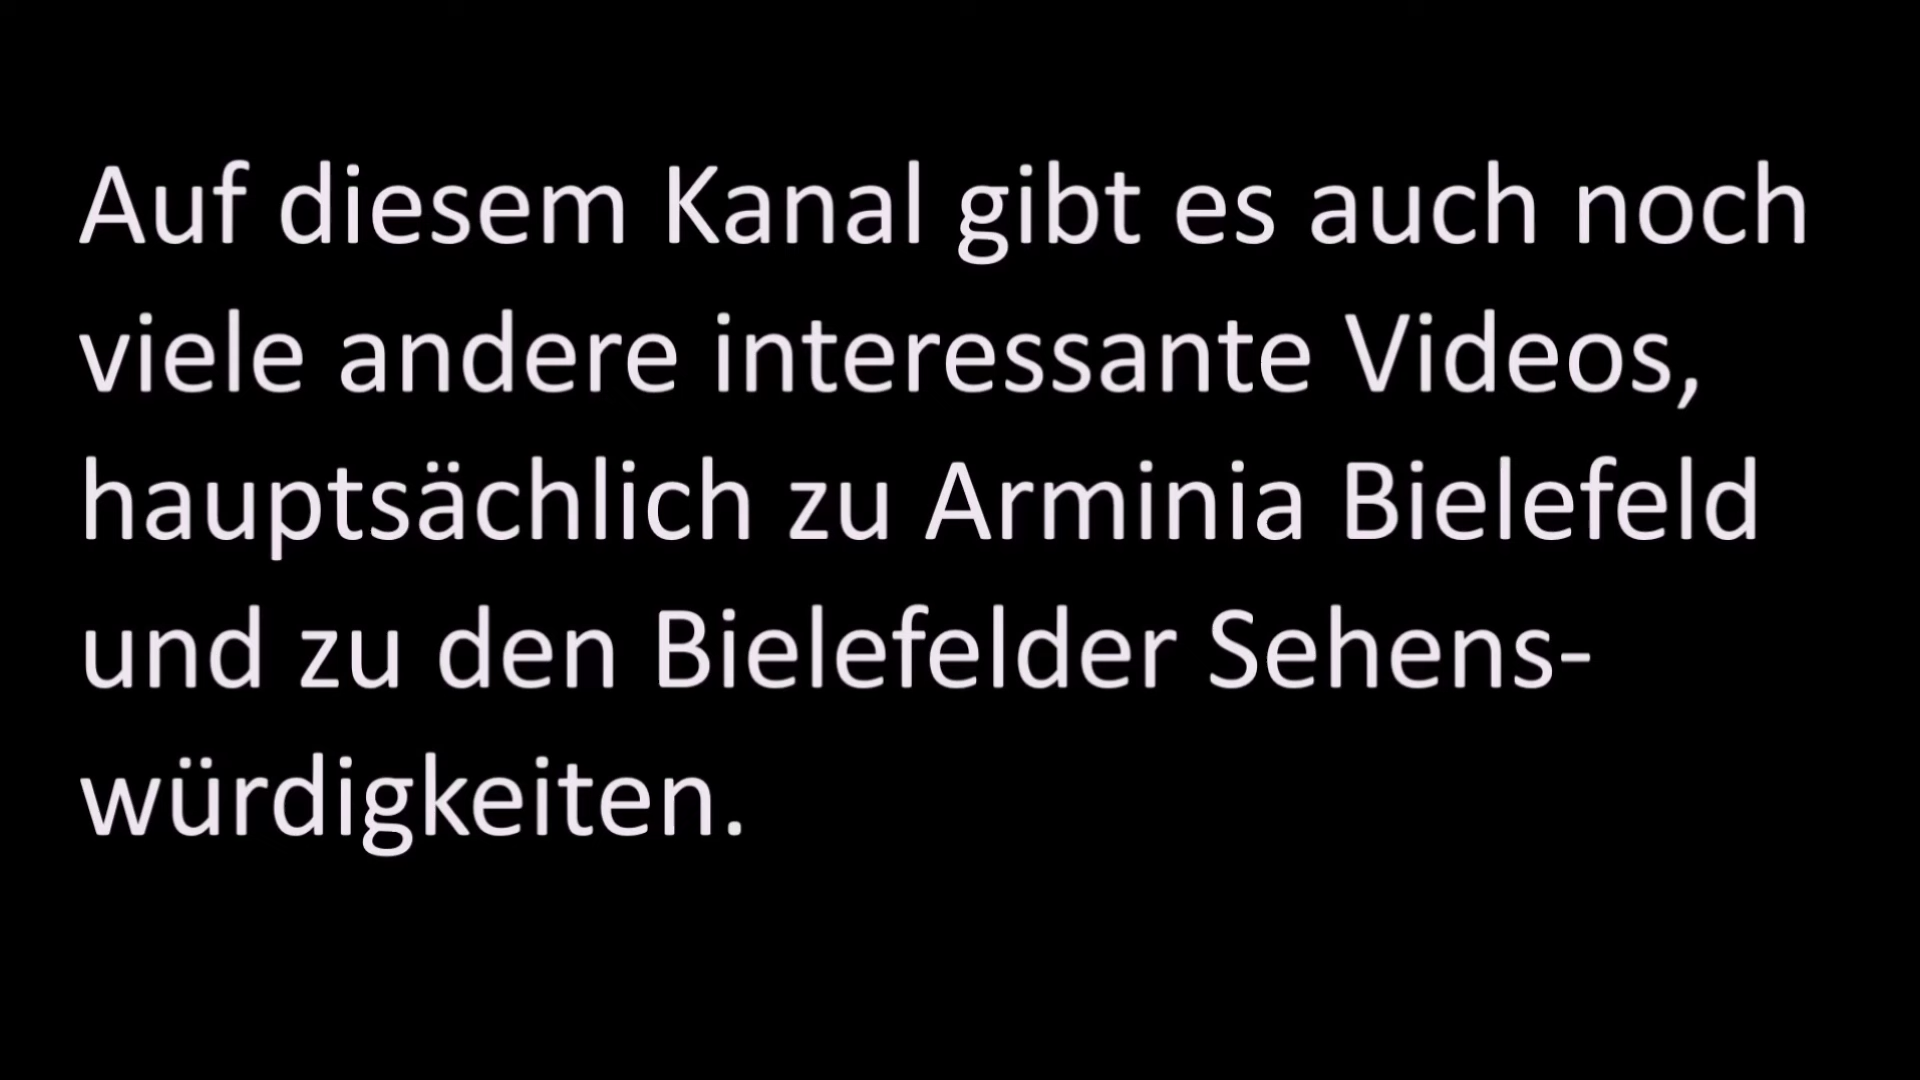 Auf diesem Kanal gibt es auch noch
viele andere interessante Videos,
hauptsächlich zu Arminia Bielefeld
und zu den Bielefelder Sehens-
würdigkeiten.